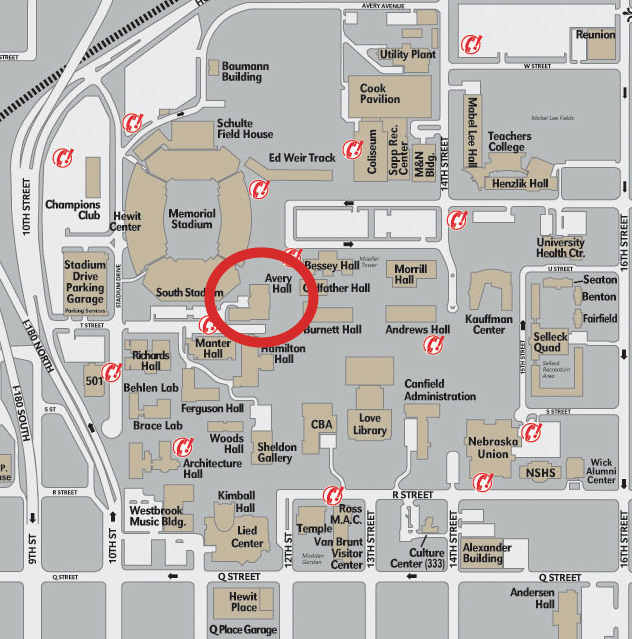 AVERY AVENUE
Reunion
STREET
Utility Plant
W STREET
Baumann
Building
Cook
Pavilion
Mabel Lee Hall
Mabel Lee Fields
Schulte
Field House
Coliseum
Sapp Rec.
Center
M&N
Bldg.
14TH STREET
Teachers
College
Ed Weir Track
Henzlik Hall
10TH STREET
Champions
Club
Hewit
Center
Memorial
Stadium
16TH STREET
University
Health Ctr.
Stadium
Drive
Parking
Garage
Parking Services
STADIUM DRIVE
South Stadium
Avery
Hall
Bessey Hall
Mueller
Tower
Morrill
Hall
U STREET
Seaton
Benton
Fairfield
Kauffman
Center
T STREET
Burnett Hall
Andrews Hall
15TH STREET
Selleck
Quad
Selleck
Recreation
Area
I-180 NORTH
I-180 SOUTH
Richards
Hall
Manter
Hall
Hamilton
Hall
501
Behlen Lab
Ferguson Hall
Canfield
Administration
S ST
S STREET
Brace Lab
Woods
Hall
CBA
Love
Library
Sheldon
Gallery
Nebraska
Union
Architecture
Hall
NSHS
Wick
Alumni
Center
R STREET
R STREET
Kimball
Hall
Westbrook
Music Bldg.
Lied
Center
Temple
Ross
M.A.C.
Van Brunt
Visitor
Center
Madden
Garden
Culture
Center (333)
Alexander
Building
9TH ST
10TH ST
12TH ST
13TH STREET
14TH STREET
16TH STREET
Q STREET
Q STREET
Q STREET
Hewit
Place
Q Place Garage
Andersen
Hall